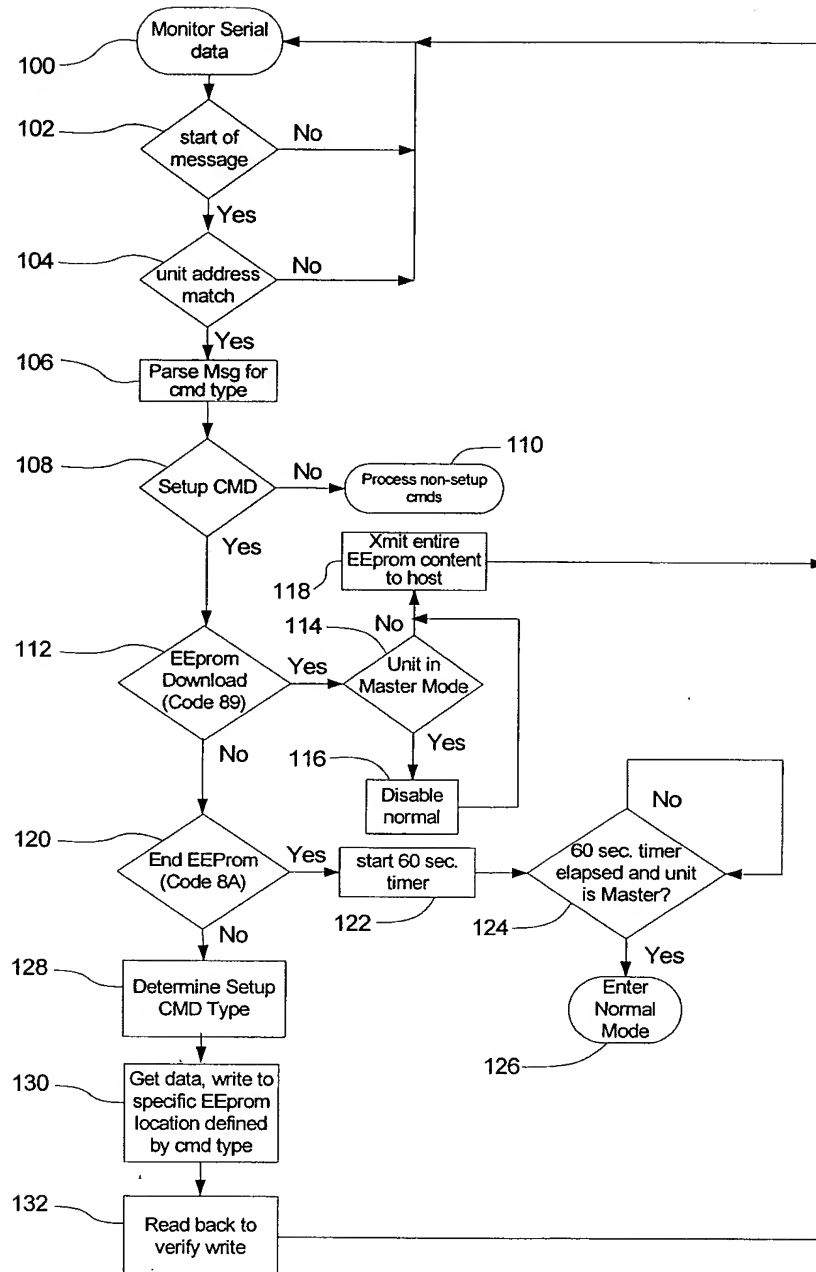 Monitor Serial
data
100
102
start of
message
No
Yes
104
unit address
match
No
Yes
106
Parse Msg for
cmd type
108
Setup CMD
No
110
Process non-setup
cmds
Yes
Xmit entire
EEprom content
to host
118
No
114
112
EEprom
Download
(Code 89)
Yes
Unit in
Master Mode
Yes
No
116
Disable
normal
No
120
End EEProm
(Code 8A)
Yes
start 60 sec.
timer
122
60 sec. timer
elapsed and unit
is Master?
124
No
Yes
128
Determine Setup
CMD Type
Enter
Normal
Mode
126
130
Get data, write to
specific EEprom
location defined
by cmd type
132
Read back to
verify write